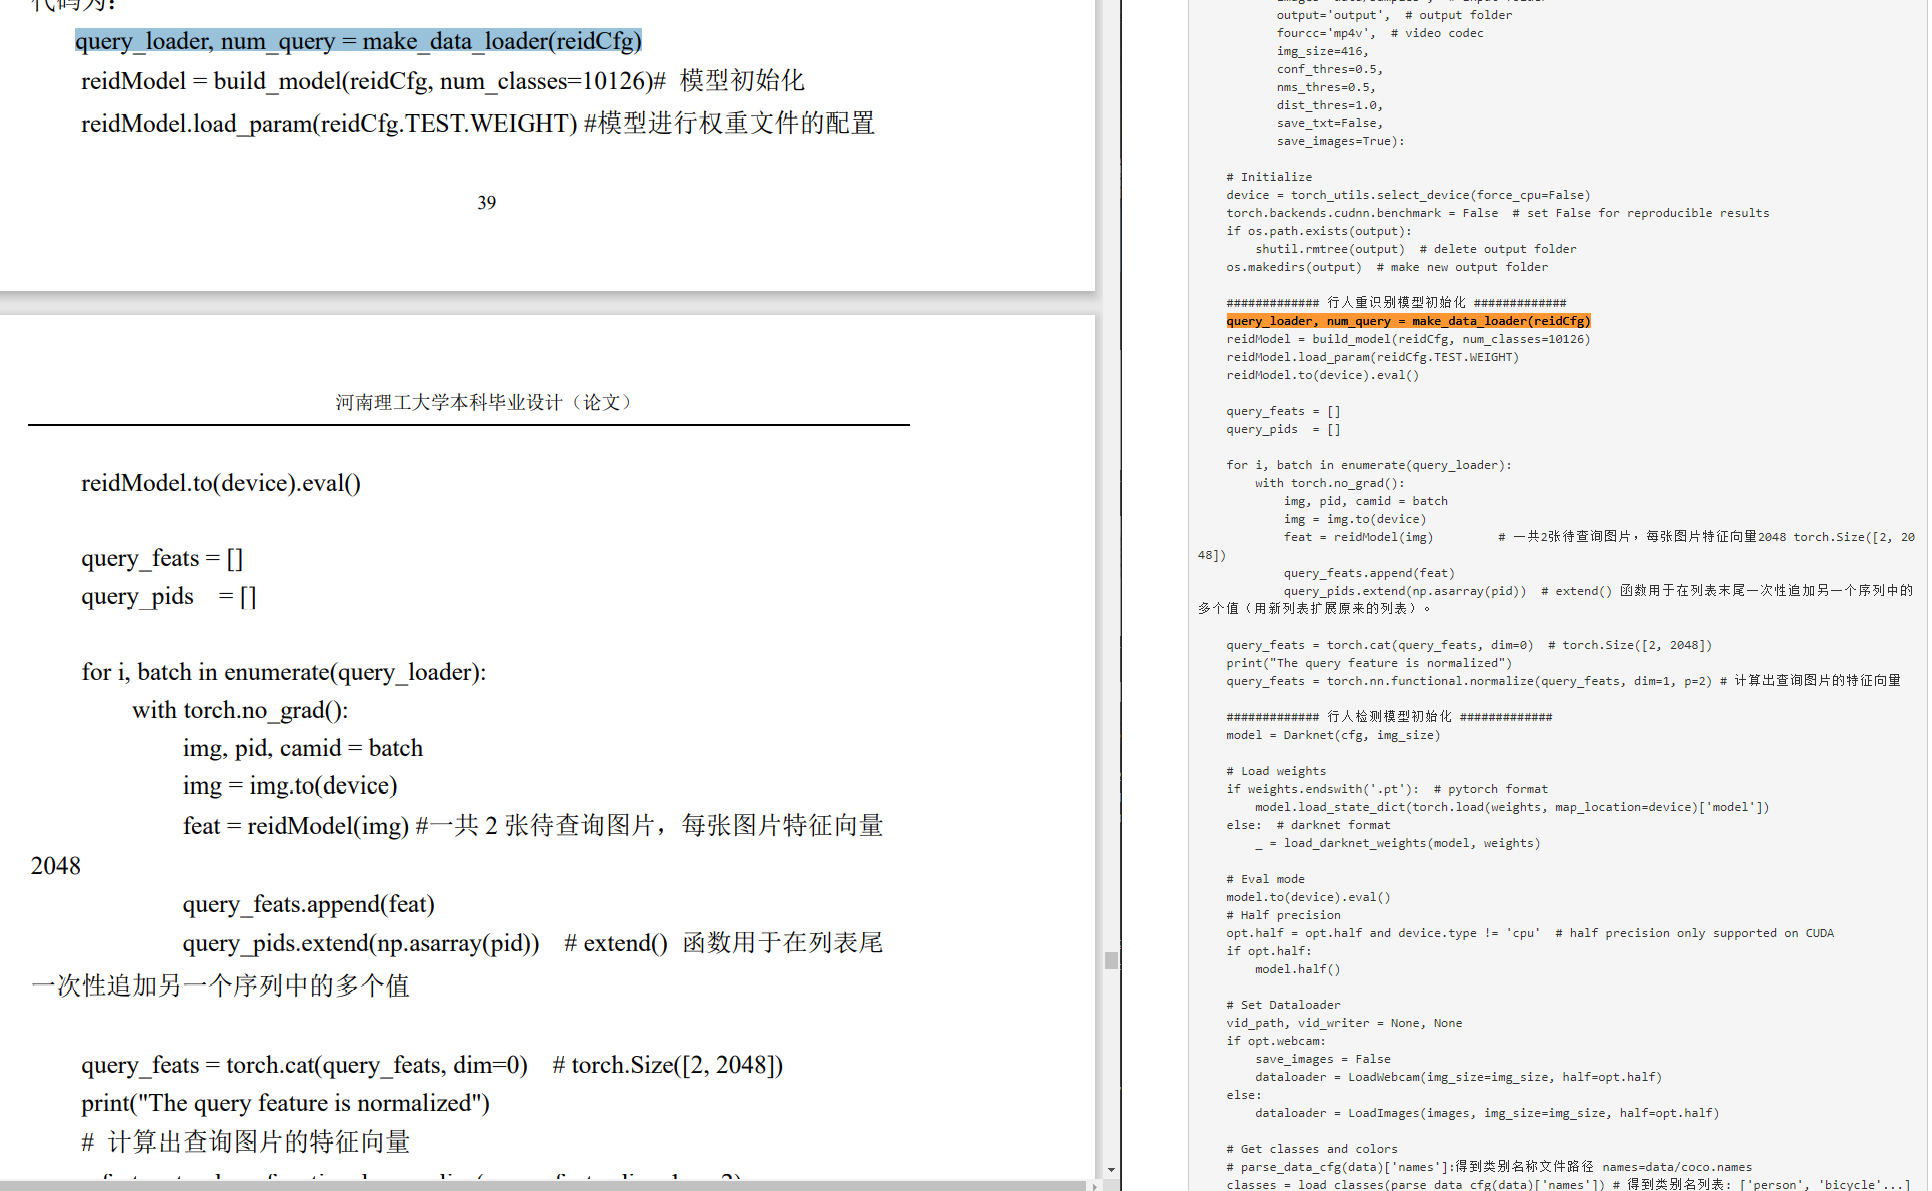 代码为：
query_loader, num_query = make_data_loader(reidCfg)
reidModel = build_model(reidCfg, num_classes=10126)# 模型初始化
reidModel.load_param(reidCfg.TEST.WEIGHT) #模型进行权重文件的配置
39
河南理工大学本科毕业设计（论文）
reidModel.to(device).eval()
query_feats = []
query_pids = []
for i, batch in enumerate(query_loader):
with torch.no_grad():
img, pid, camid = batch
img = img.to(device)
feat = reidModel(img) #一共 2 张待查询图片，每张图片特征向量
2048
query_feats.append(feat)
query_pids.extend(np.asarray(pid)) # extend() 函数用于在列表尾
一次性追加另一个序列中的多个值
query_feats = torch.cat(query_feats, dim=0) # torch.Size([2, 2048])
print("The query feature is normalized")
# 计算出查询图片的特征向量
output='output', # output folder
fourcc='mp4v', # video codec
img_size=416,
conf_thres=0.5,
nms_thres=0.5,
dist_thres=1.0,
save_txt=False,
save_images=True):
# Initialize
device = torch_utils.select_device(force_cpu=False)
torch.backends.cudnn.benchmark = False # set False for reproducible results
if os.path.exists(output):
shutil.rmtree(output) # delete output folder
os.makedirs(output) # make new output folder
############# 行人重识别模型初始化 #############
query_loader, num_query = make_data_loader(reidCfg)
reidModel = build_model(reidCfg, num_classes=10126)
reidModel.load_param(reidCfg.TEST.WEIGHT)
reidModel.to(device).eval()
query_feats = []
query_pids = []
for i, batch in enumerate(query_loader):
with torch.no_grad():
img, pid, camid = batch
img = img.to(device)
feat = reidModel(img) # 一共2张待查询图片，每张图片特征向量2048 torch.Size([2, 20
48])
query_feats.append(feat)
query_pids.extend(np.asarray(pid)) # extend() 函数用于在列表末尾一次性追加另一个序列中的
多个值（用新列表扩展原来的列表）。
query_feats = torch.cat(query_feats, dim=0) # torch.Size([2, 2048])
print("The query feature is normalized")
query_feats = torch.nn.functional.normalize(query_feats, dim=1, p=2) # 计算出查询图片的特征向量
############# 行人检测模型初始化 #############
model = Darknet(cfg, img_size)
# Load weights
if weights.endswith('.pt'): # pytorch format
model.load_state_dict(torch.load(weights, map_location=device)['model'])
else: # darknet format
_ = load_darknet_weights(model, weights)
# Eval mode
model.to(device).eval()
# Half precision
opt.half = opt.half and device.type != 'cpu' # half precision only supported on CUDA
if opt.half:
model.half()
# Set Dataloader
vid_path, vid_writer = None, None
if opt.webcam:
save_images = False
dataloader = LoadWebcam(img_size=img_size, half=opt.half)
else:
dataloader = LoadImages(images, img_size=img_size, half=opt.half)
# Get classes and colors
# parse_data_cfg(data)['names']:得到类别名称文件路径 names=data/coco.names
classes = load_classes(parse_data_cfg(data)['names']) # 得到类别名列表: ['person', 'bicycle'...]